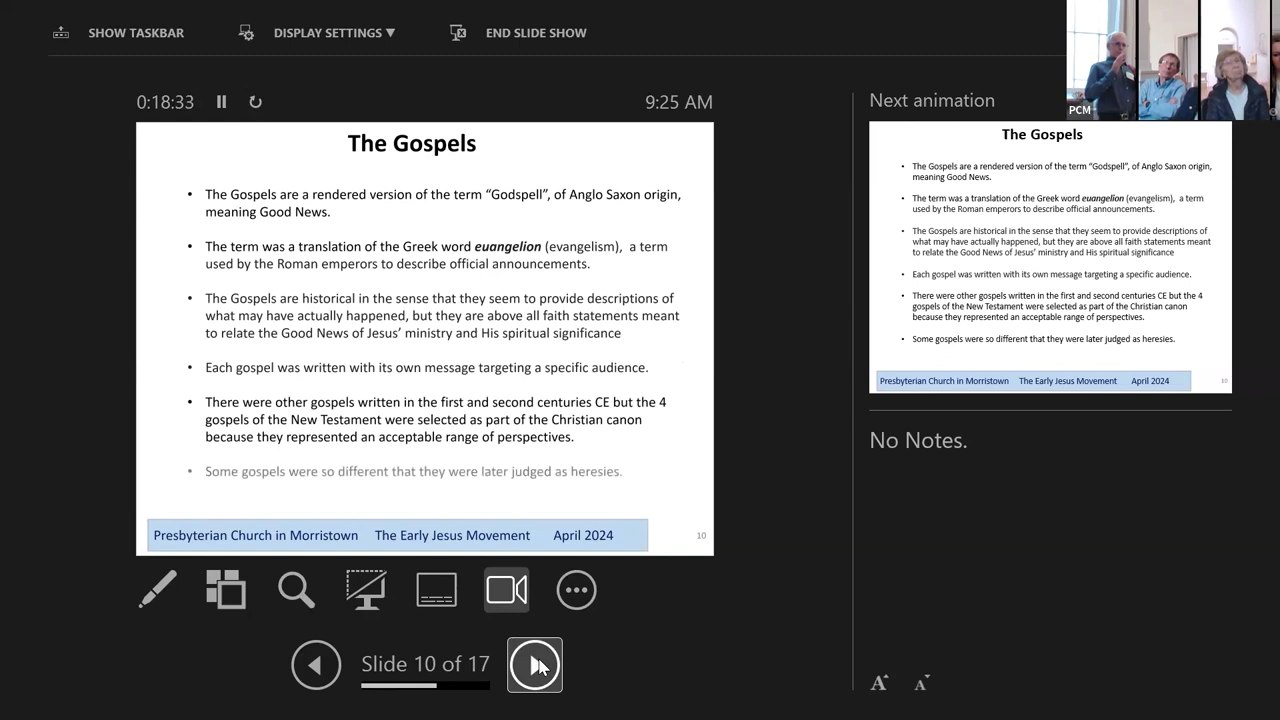 SHOW TASKBAR
DISPLAY SETTINGS ▼
END SLIDE SHOW
PCM
0:18:33
9:25 AM
The Gospels
• The Gospels are a rendered version of the term “Godspell”, of Anglo Saxon origin,
meaning Good News.
• The term was a translation of the Greek word euangelion (evangelism), a term
used by the Roman emperors to describe official announcements.
• The Gospels are historical in the sense that they seem to provide descriptions of
what may have actually happened, but they are above all faith statements meant
to relate the Good News of Jesus’ ministry and His spiritual significance
• Each gospel was written with its own message targeting a specific audience.
• There were other gospels written in the first and second centuries CE but the 4
gospels of the New Testament were selected as part of the Christian canon
because they represented an acceptable range of perspectives.
• Some gospels were so different that they were later judged as heresies.
Presbyterian Church in Morristown The Early Jesus Movement April 2024
10
Slide 10 of 17
Next animation
The Gospels
• The Gospels are a rendered version of the term “Godspell”, of Anglo Saxon origin,
meaning Good News.
• The term was a translation of the Greek word euangelion (evangelism), a term
used by the Roman emperors to describe official announcements.
• The Gospels are historical in the sense that they seem to provide descriptions of
what may have actually happened, but they are above all faith statements meant
to relate the Good News of Jesus’ ministry and His spiritual significance
• Each gospel was written with its own message targeting a specific audience.
• There were other gospels written in the first and second centuries CE but the 4
gospels of the New Testament were selected as part of the Christian canon
because they represented an acceptable range of perspectives.
• Some gospels were so different that they were later judged as heresies.
Presbyterian Church in Morristown The Early Jesus Movement April 2024
10
No Notes.
A A